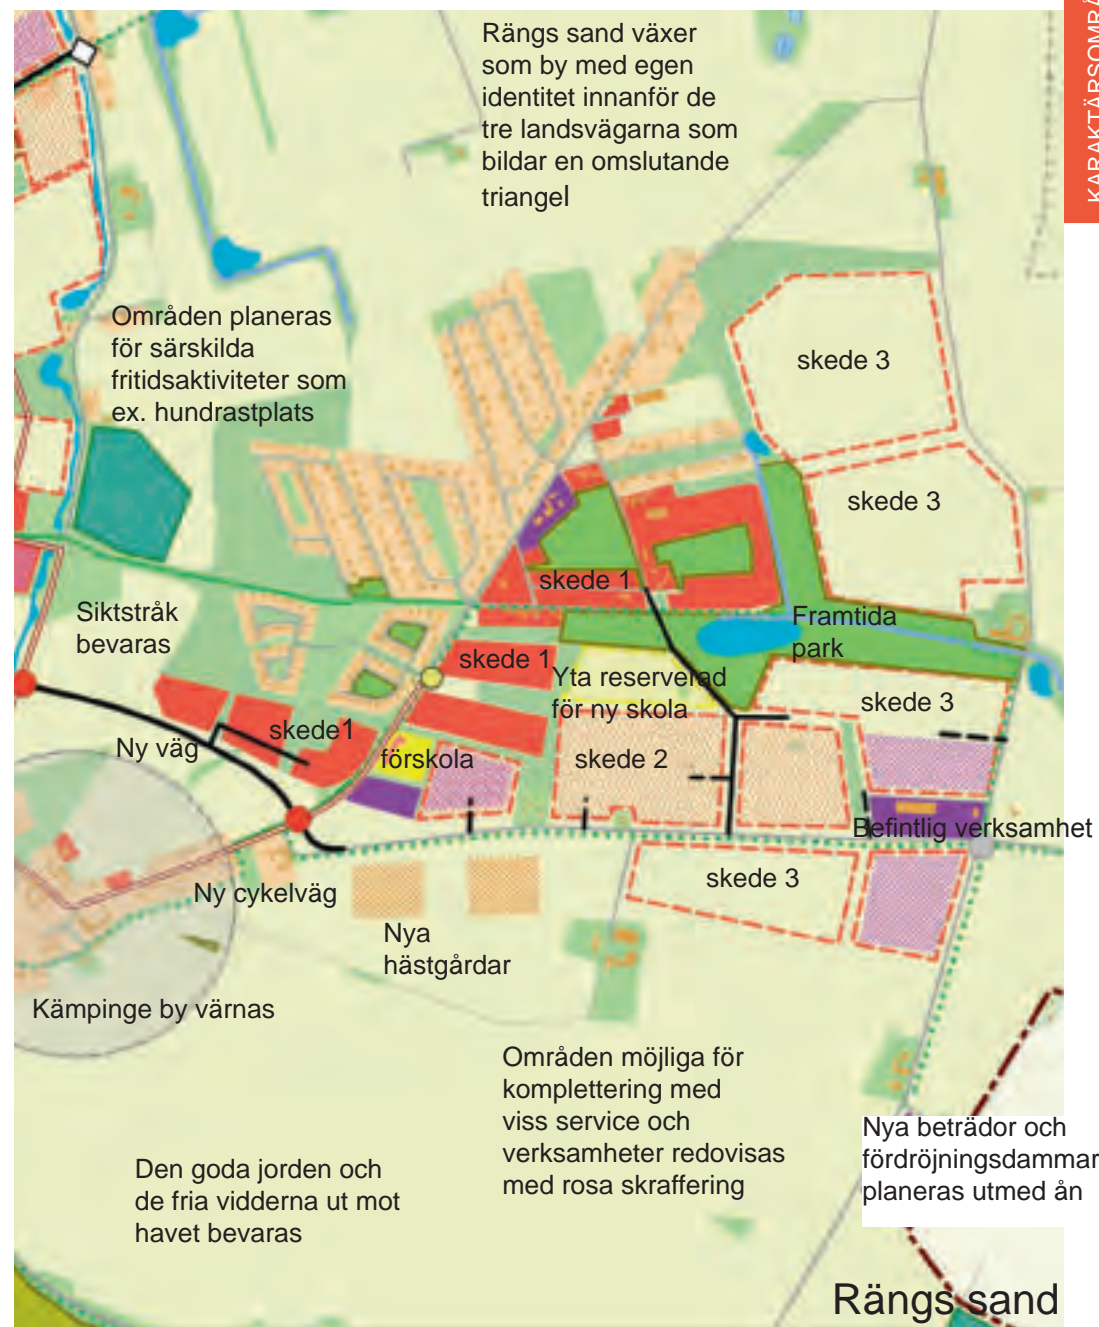 KARAKTÄRSOMRÅ
Rängs sand växer
som by med egen
identitet innanför de
tre landsvägarna som
bildar en omslutande
triangel
Områden planeras
för särskilda
fritidsaktiviteter som
ex. hundrastplats
skede 3
skede 3
skede 1
Siktstråk
bevaras
Framtida
park
skede 1
Yta reserverad
för ny skola
skede 3
skede1
Ny väg
förskola
skede 2
Befintlig verksamhet
skede 3
Ny cykelväg
Nya
hästgårdar
Kämpinge by värnas
Områden möjliga för
komplettering med
viss service och
verksamheter redovisas
med rosa skraffering
Nya beträdor och
fördröjningsdammar
planeras utmed ån
Den goda jorden och
de fria vidderna ut mot
havet bevaras
Rängs sand